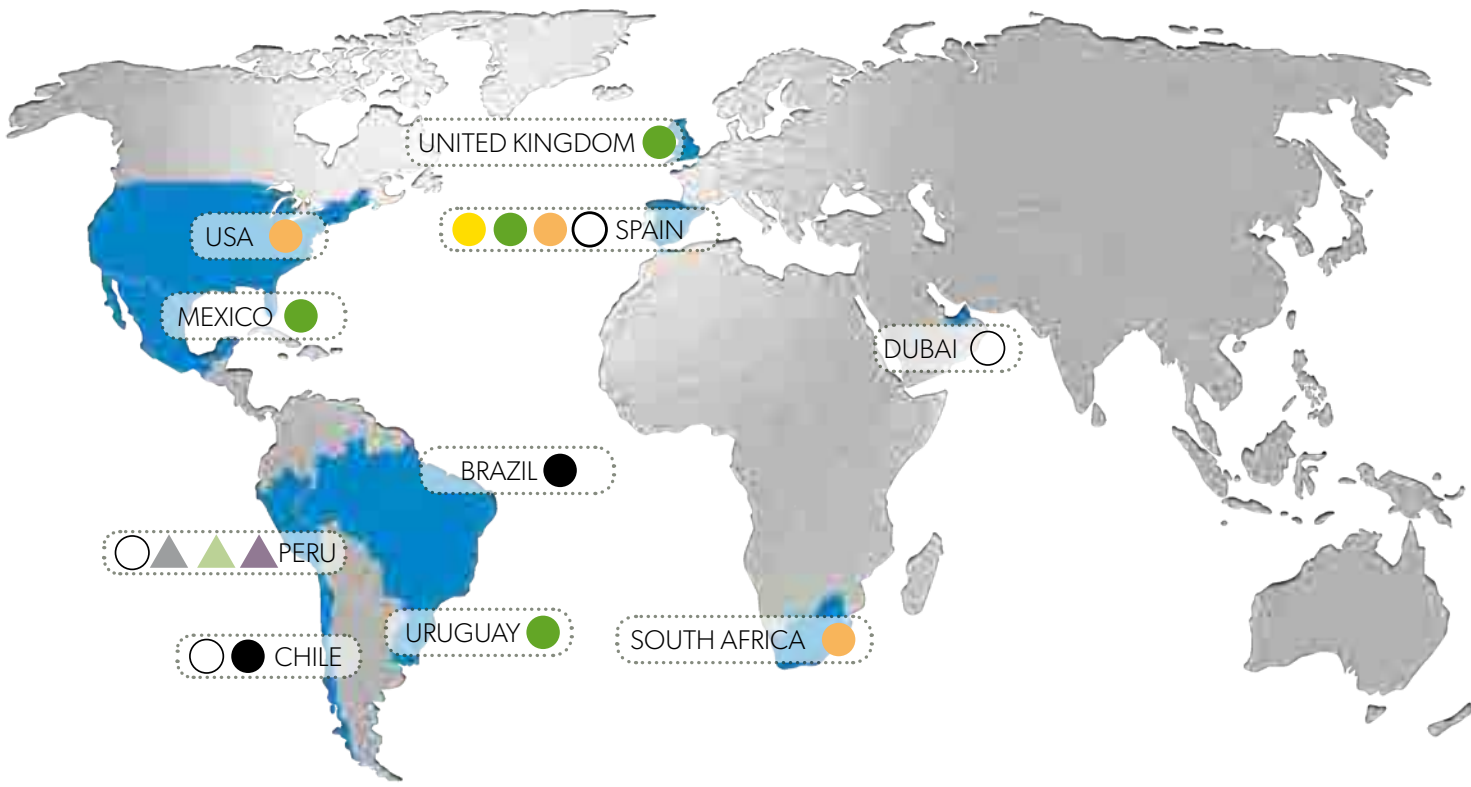 UNITED KINGDOM
USA
SPAIN
MEXICO
DUBAI
BRAZIL
PERU
URUGUAY
SOUTH AFRICA
CHILE